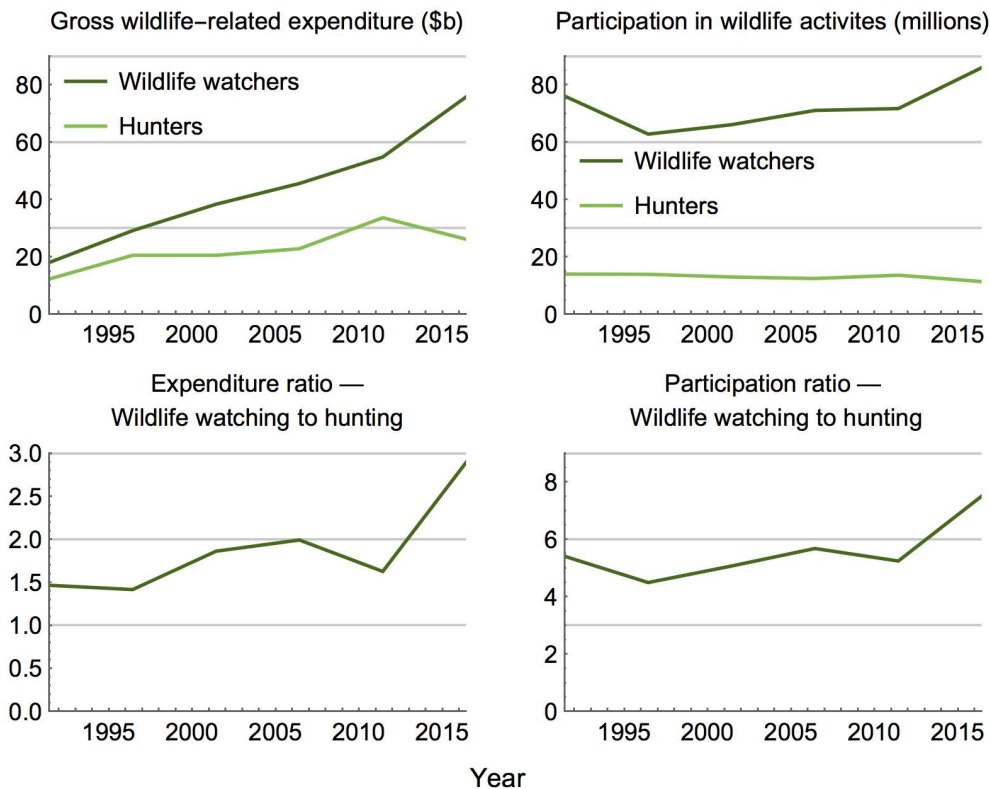 Gross wildlife−related expenditure ($b)
80
60
40
20
0
Wildlife watchers
Hunters
1995 2000 2005 2010 2015
Participation in wildlife activites (millions)
80
60
40
20
0
Wildlife watchers
Hunters
1995 2000 2005 2010 2015
Expenditure ratio —
Wildlife watching to hunting
3.0
2.5
2.0
1.5
1.0
0.5
0.0
1995 2000 2005 2010 2015
Participation ratio —
Wildlife watching to hunting
8
6
4
2
0
1995 2000 2005 2010 2015
Year